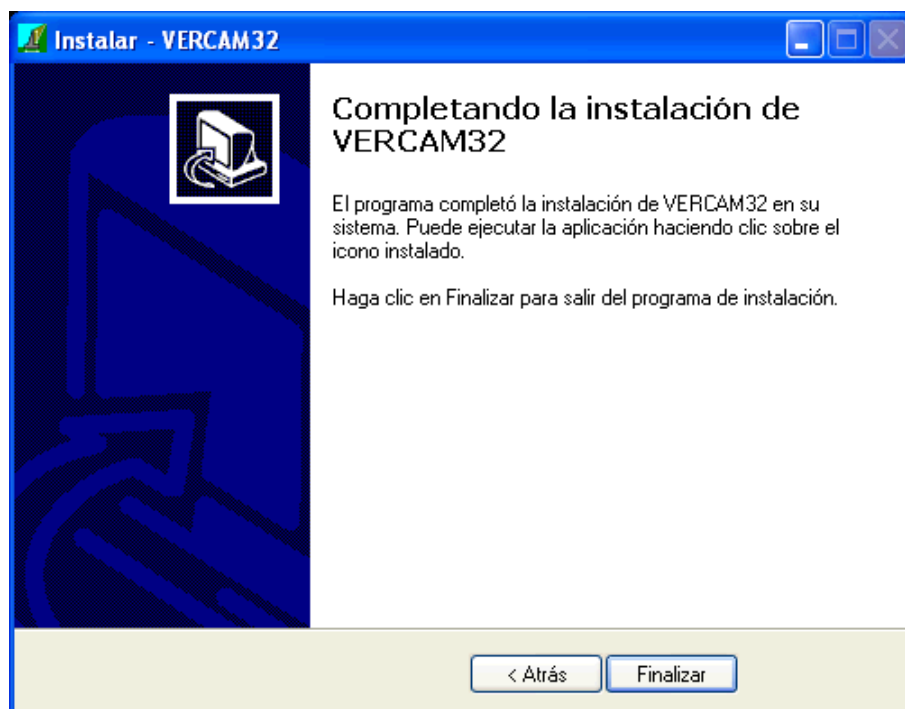 Instalar - VERCAM32
Completando la instalación de
VERCAM32
El programa completó la instalación de VERCAM32 en su
sistema. Puede ejecutar la aplicación haciendo clic sobre el
icono instalado.
Haga clic en Finalizar para salir del programa de instalación.
< Atrás
Finalizar